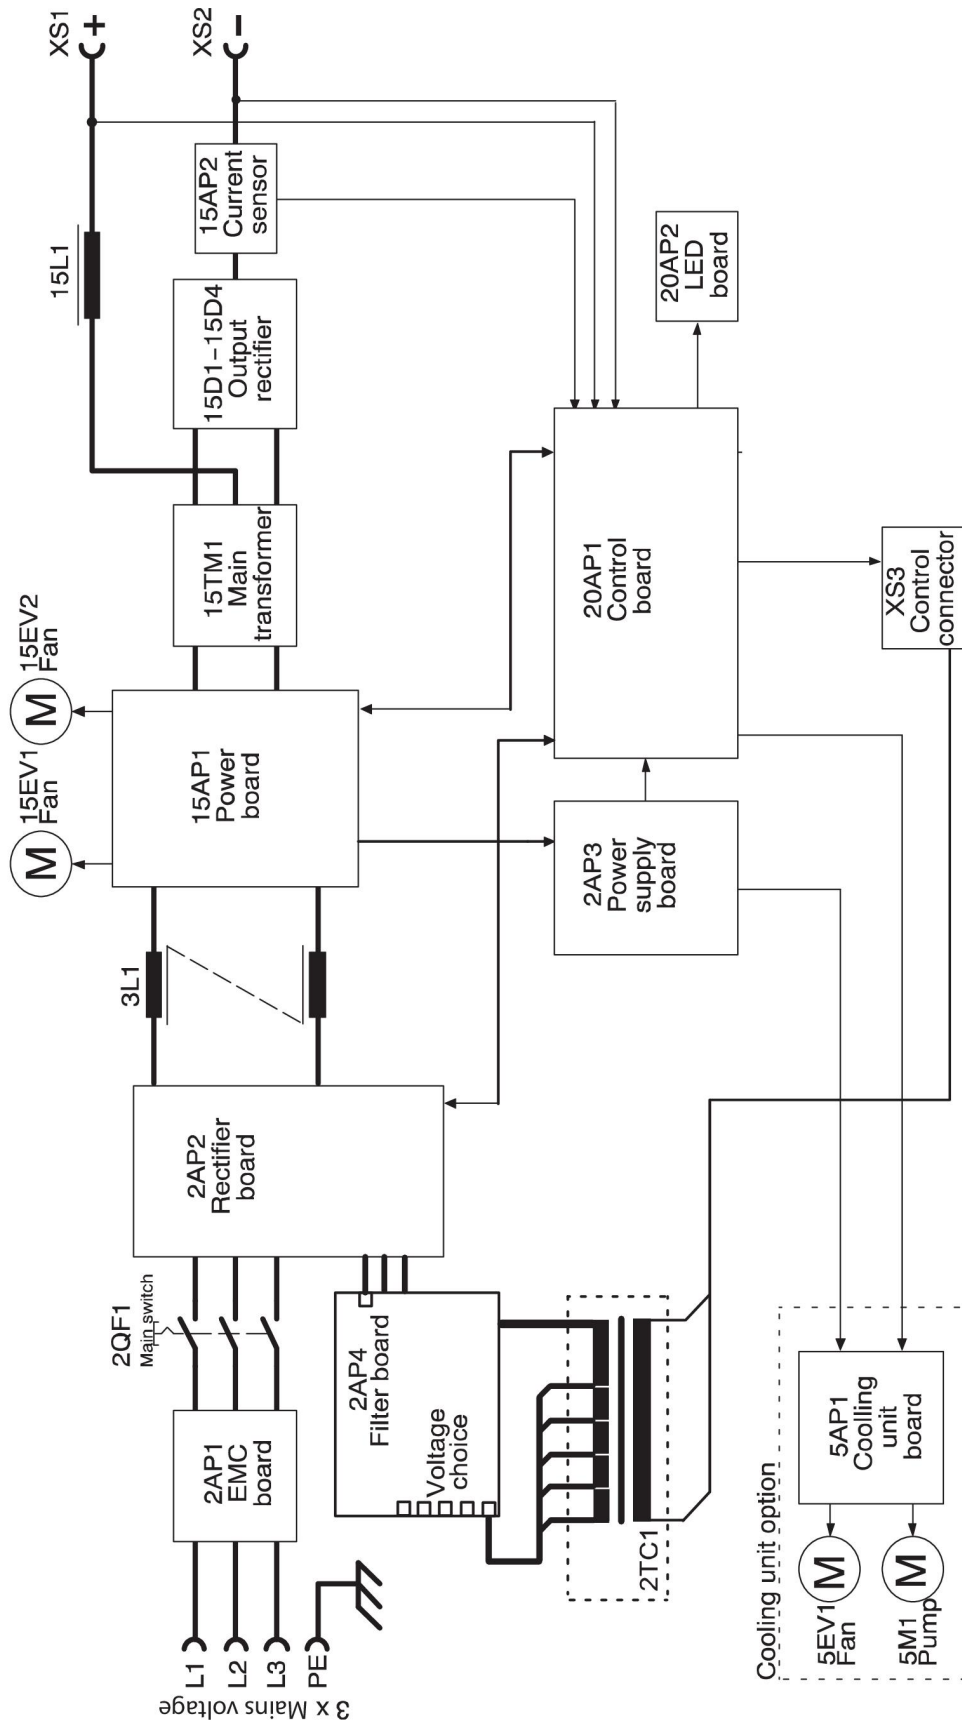 3 x Mains voltage
L1
L2
L3
PE
2AP1
EMC
board
2QF1
Main switch
2AP2
Rectifier
board
3L1
15AP1
Power
board
15EV1
Fan
M
15EV2
Fan
M
15TM1
Main
transformer
15D1-15D4
Output
rectifier
15AP2
Current
sensor
15L1
XS1
+
XS2
-
2AP4
Filter board
Voltage
choice
2TC1
2AP3
Power
supply
board
20AP1
Control
board
20AP2
LED
board
XS3
Control
connector
Cooling unit option
5AP1
Coolling
unit
board
M
5EV1
Fan
M
5M1
Pump